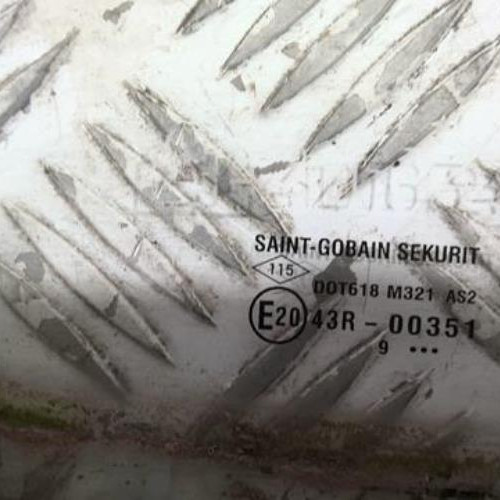 SAINT-GOBAIN SEKURIT
115
DOT618 M321 AS2
E20 43R - 00351
9 •••